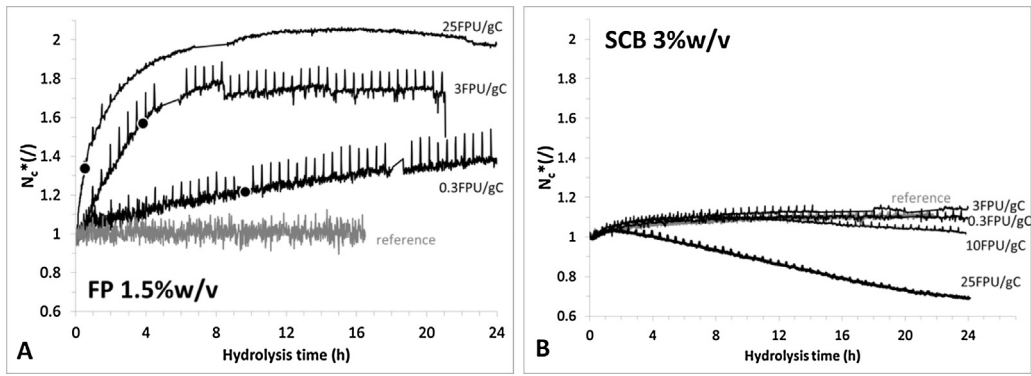 2
1.8
1.6
1.4
1.2
1
0.8
0.6
Nc*(/)
25FPU/gC
3FPU/gC
0.3FPU/gC
reference
FP 1.5%w/v
0 4 8 12 16 20 24
A Hydrolysis time (h)
SCB 3%w/v
2
1.8
1.6
1.4
1.2
1
0.8
0.6
Nc*(/)
reference
3FPU/gC
0.3FPU/gC
10FPU/gC
25FPU/gC
0 4 8 12 16 20 24
B Hydrolysis time (h)